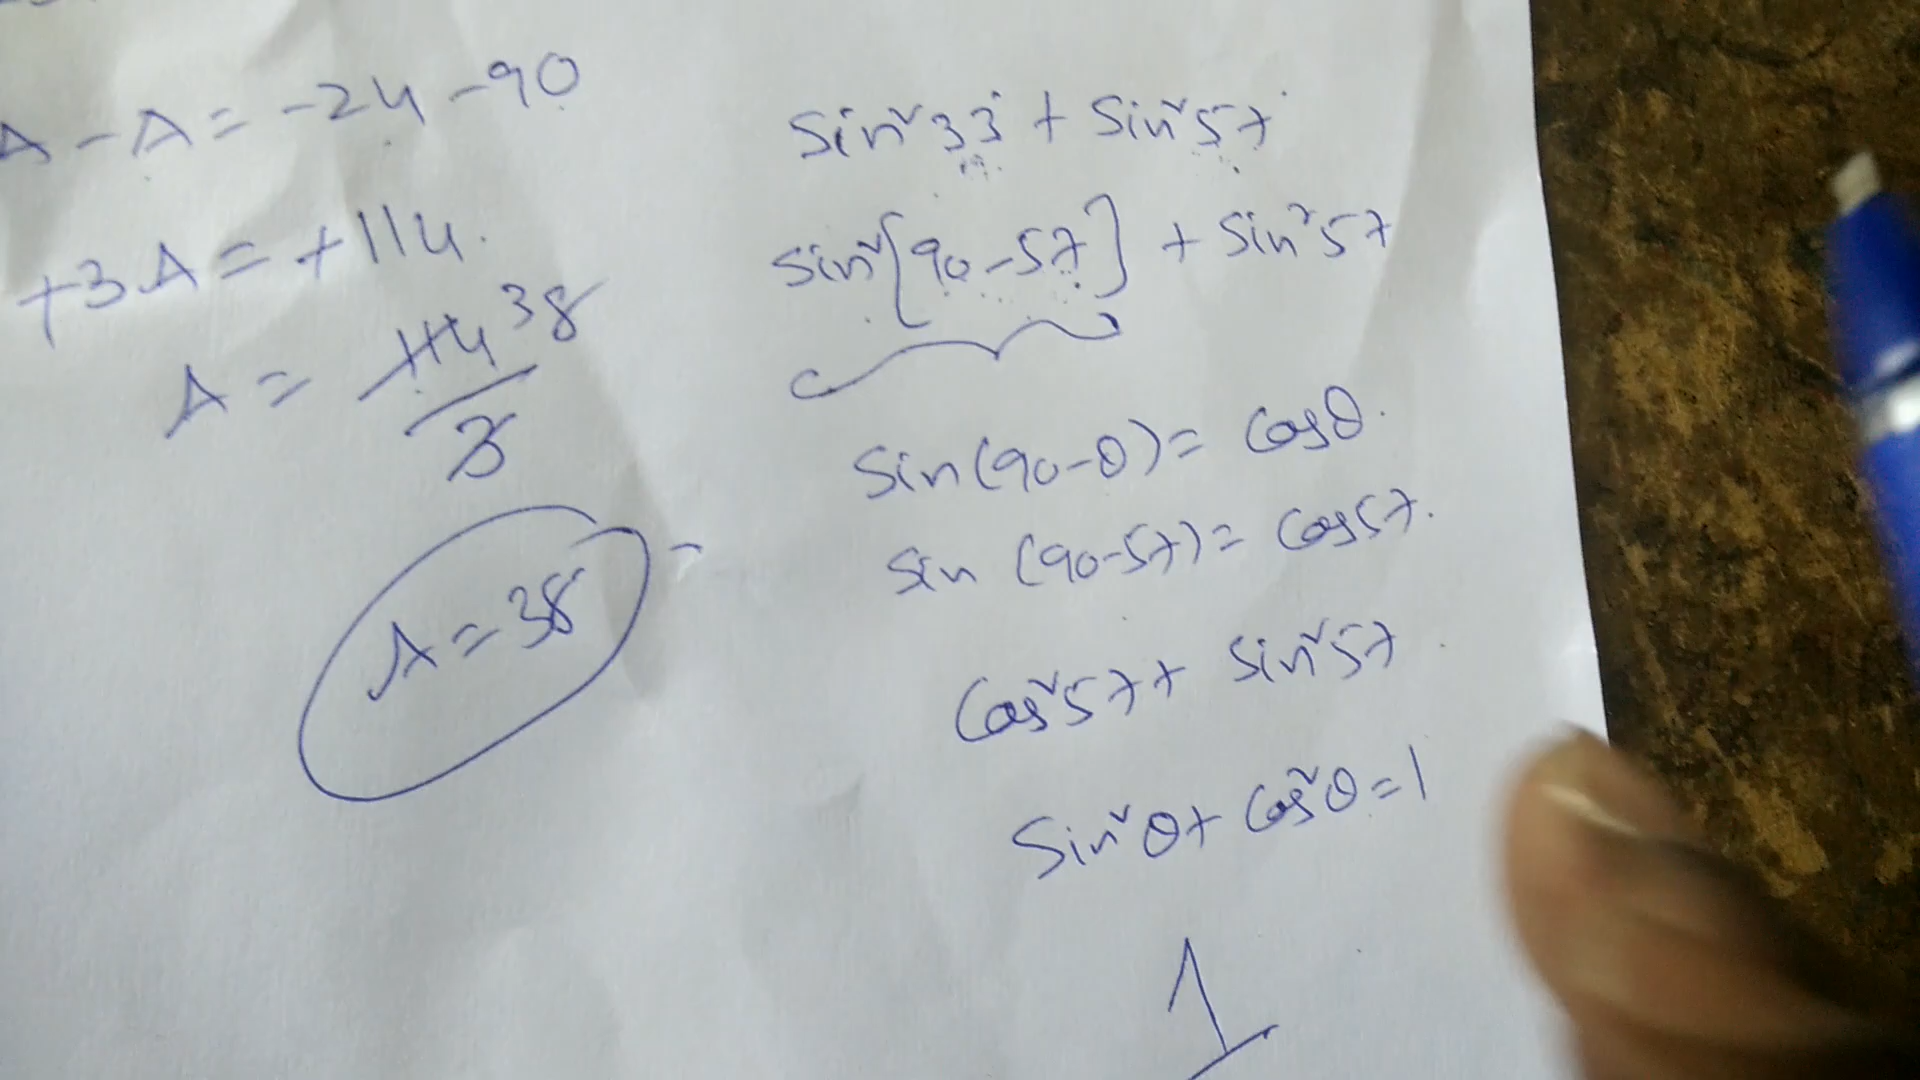 A - A = -24 - 90
+3A = +114
A = 114 38
3
A = 38
Sin²33° + Sin²57°
Sin²[90-57] + Sin²57
Sin(90-θ) = Cosθ.
Sin (90-57) = Cos57.
Cos²57 + Sin²57
Sin²θ + Cos²θ = 1
1